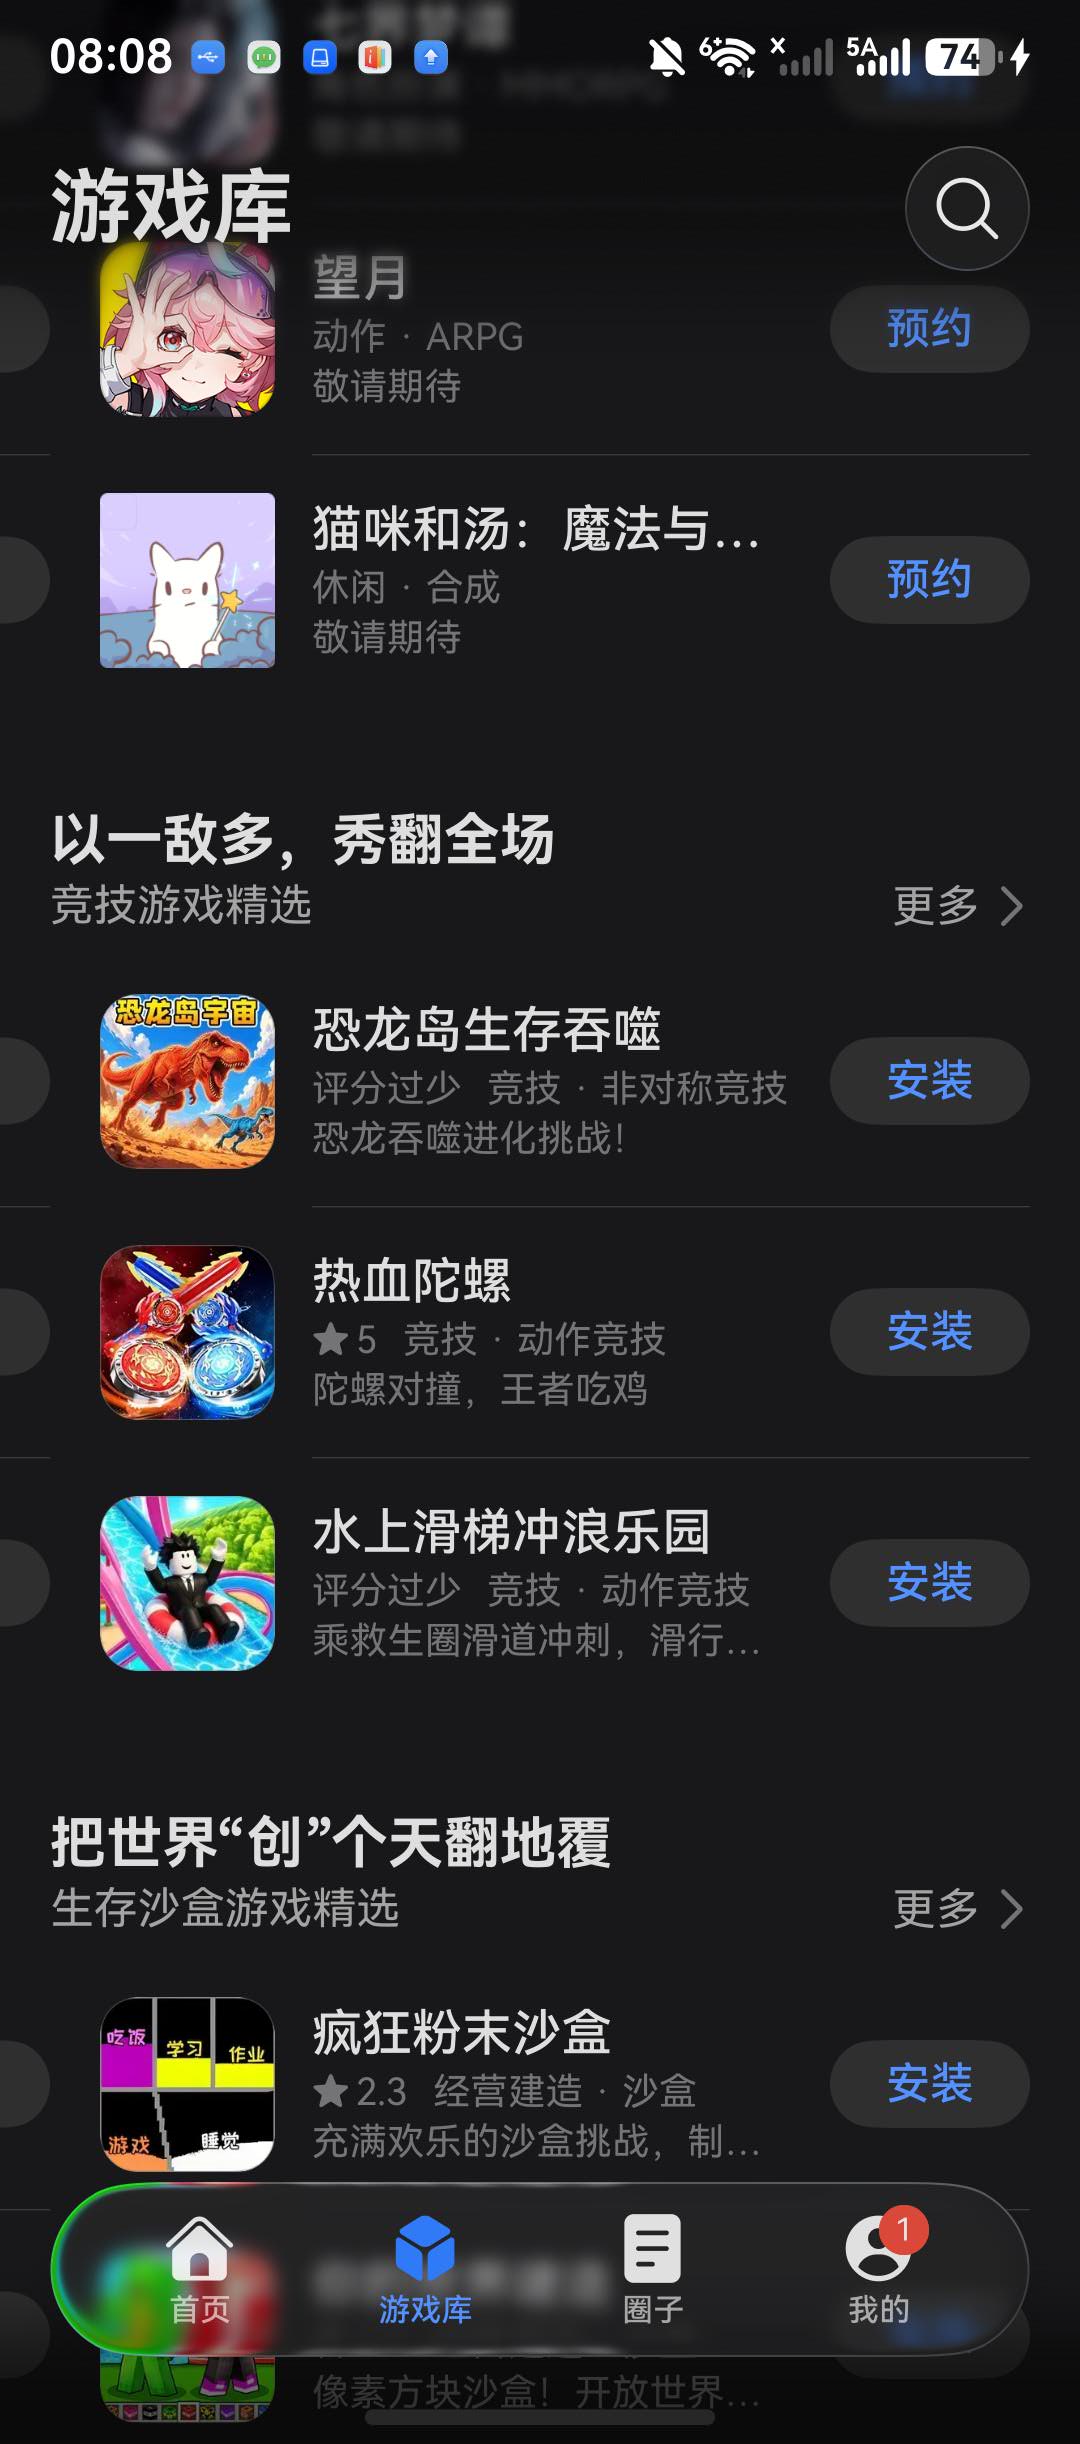 08:08
5A
74
敬请期待
游戏库
望月
动作 · ARPG
敬请期待
预约
猫咪和汤：魔法与...
休闲 · 合成
敬请期待
预约
以一敌多，秀翻全场
竞技游戏精选
更多
恐龙岛宇宙
恐龙岛生存吞噬
评分过少 竞技 · 非对称竞技
恐龙吞噬进化挑战！
安装
热血陀螺
5 竞技 · 动作竞技
陀螺对撞，王者吃鸡
安装
水上滑梯冲浪乐园
评分过少 竞技 · 动作竞技
乘救生圈滑道冲刺，滑行...
安装
把世界“创”个天翻地覆
生存沙盒游戏精选
更多
吃饭
学习
作业
游戏
睡觉
疯狂粉末沙盒
2.3 经营建造 · 沙盒
充满欢乐的沙盒挑战，制...
安装
首页
游戏库
圈子
1
我的
像素方块沙盒！开放世界...